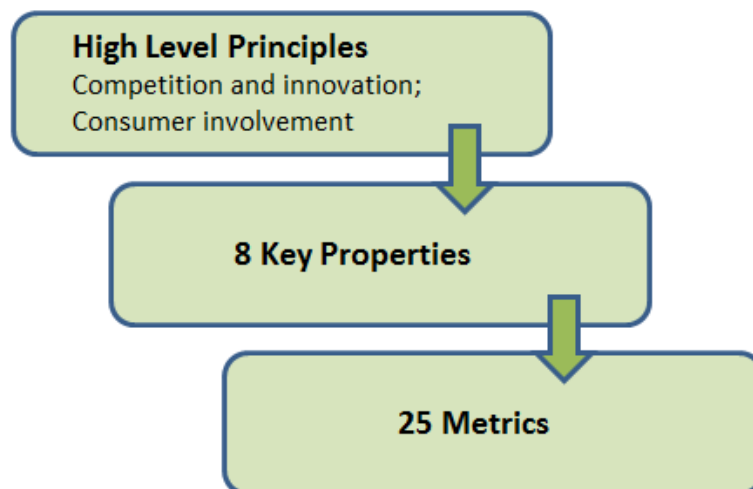 High Level Principles
Competition and innovation;
Consumer involvement
8 Key Properties
25 Metrics